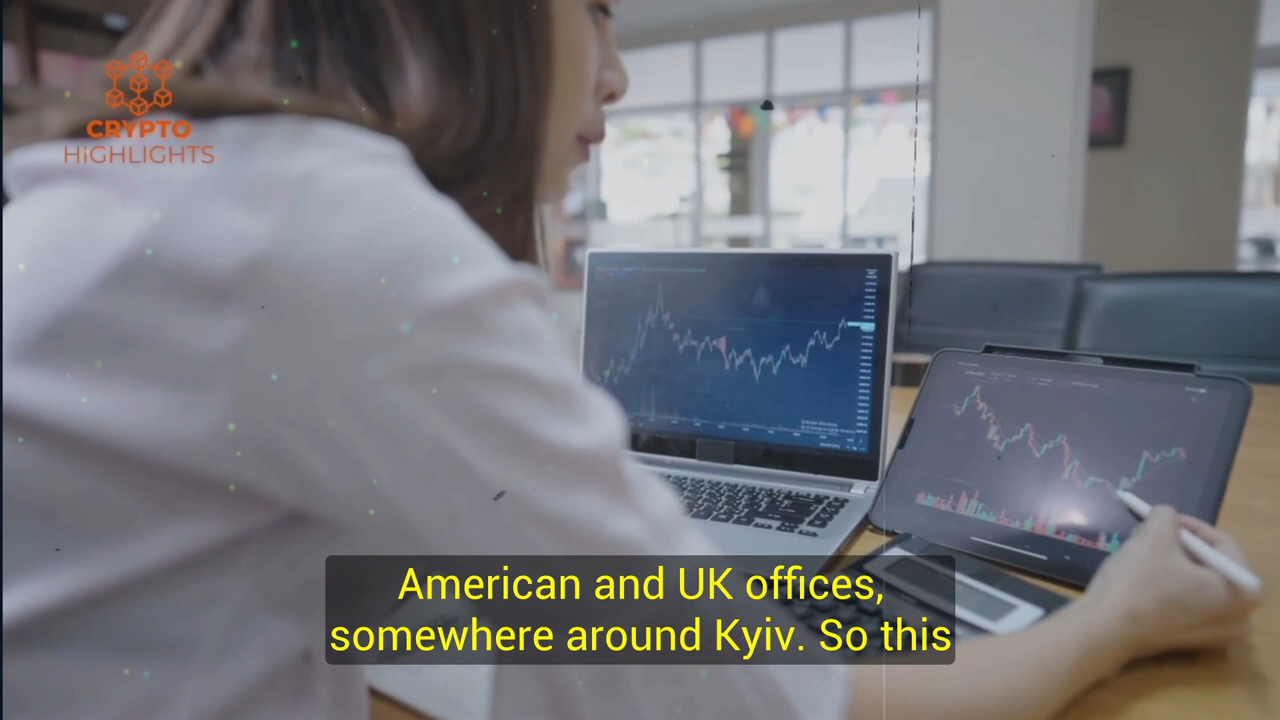 CRYPTO
HIGHLIGHTS
American and UK offices,
somewhere around Kyiv. So this